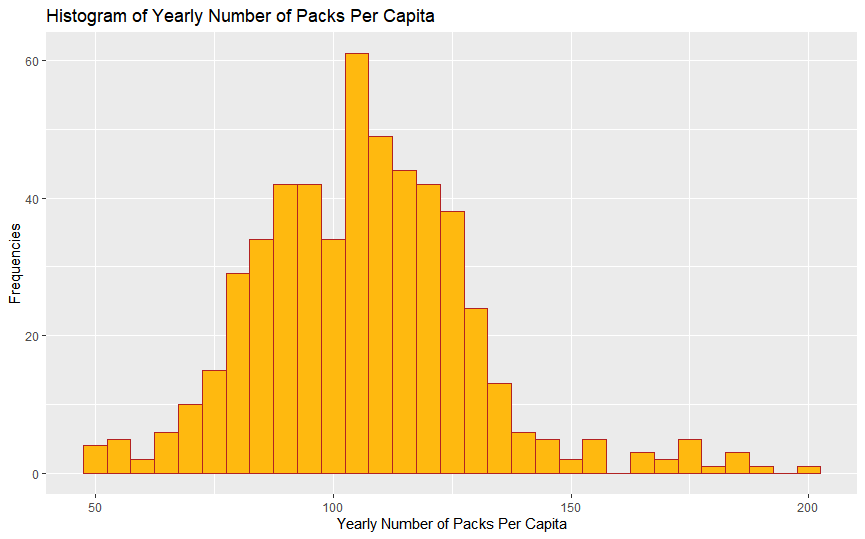 Histogram of Yearly Number of Packs Per Capita
60
40
20
0
Frequencies
50 100 150 200
Yearly Number of Packs Per Capita